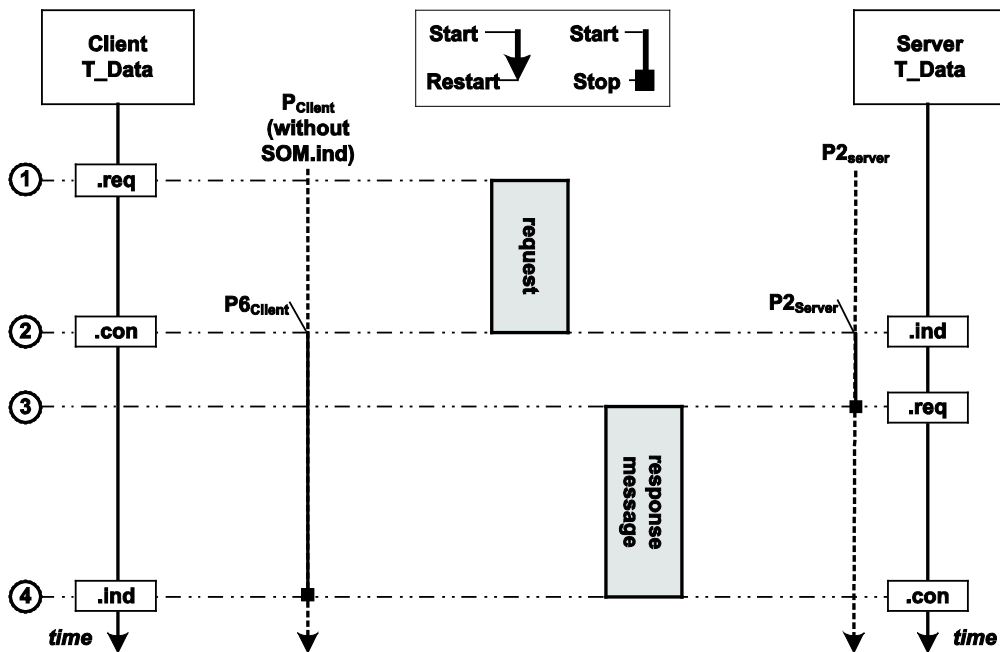 Client
T_Data
Start
Restart
Start
Stop
Server
T_Data
PClient
(without
SOM.ind)
P2server
1
.req
request
P6Client
P2Server
2
.con
.ind
3
.req
response
message
4
.ind
.con
time
time